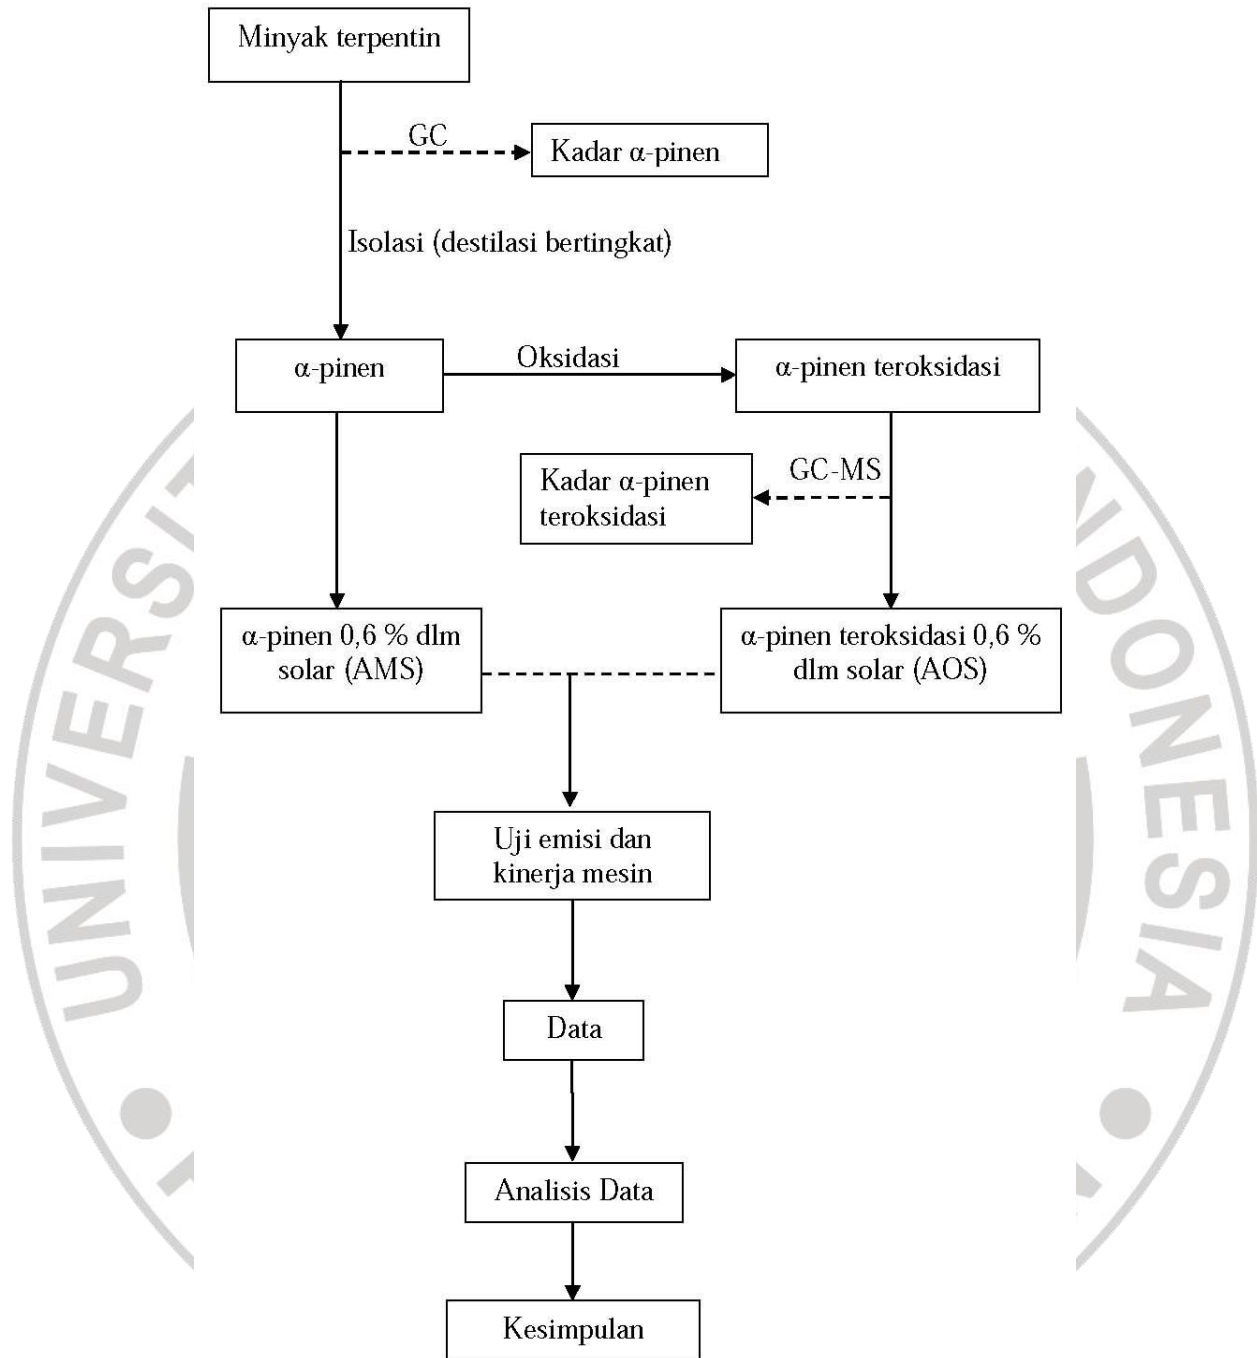 Minyak terpentin
GC
Kadar α-pinen
Isolasi (destilasi bertingkat)
α-pinen
Oksidasi
α-pinen teroksidasi
GC-MS
Kadar α-pinen
teroksidasi
α-pinen 0,6 % dlm
solar (AMS)
α-pinen teroksidasi 0,6 %
dlm solar (AOS)
Uji emisi dan
kinerja mesin
Data
Analisis Data
Kesimpulan